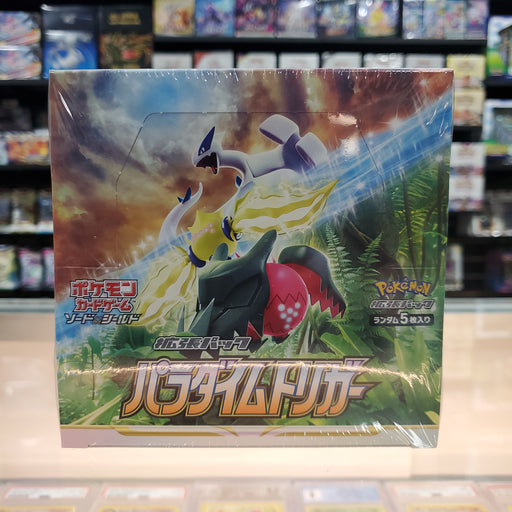 ポケモン
カードゲーム
ソード&シールド
POKÉMON
拡張パック
ランダム5枚入り
拡張パック
パラダイムトリガー